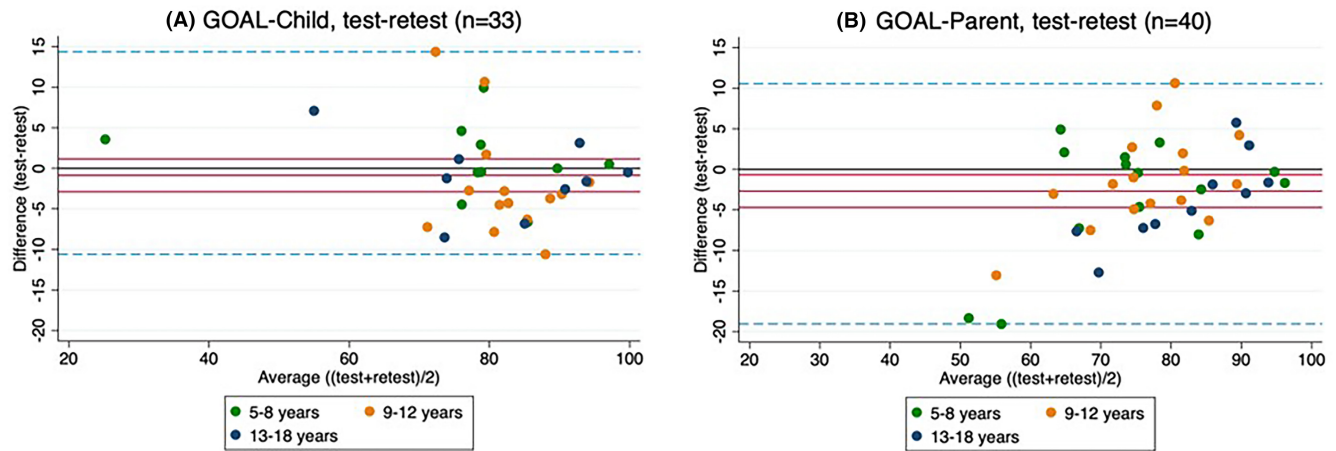 (A) GOAL-Child, test-retest (n=33)
15
10
5
0
-5
-10
-15
-20
Difference (test-retest)
20 40 60 80 100
Average ((test+retest)/2)
5-8 years 9-12 years
13-18 years
(B) GOAL-Parent, test-retest (n=40)
15
10
5
0
-5
-10
-15
-20
Difference (test-retest)
20 30 40 50 60 70 80 90 100
Average ((test+retest)/2)
5-8 years 9-12 years
13-18 years